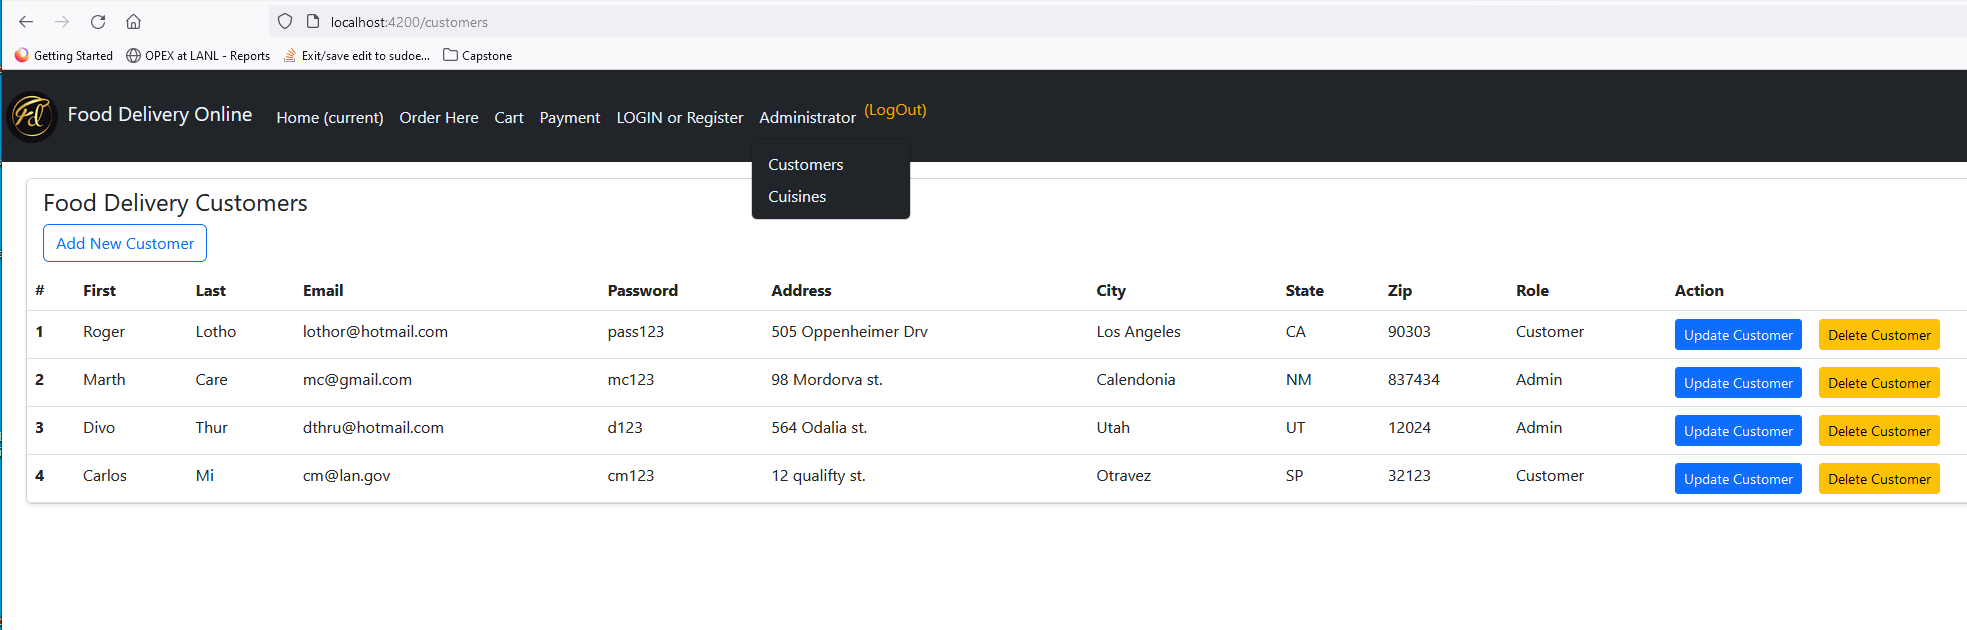 localhost:4200/customers
Getting Started OPEX at LANL - Reports Exit/save edit to sudoe... Capstone
Fd Food Delivery Online Home (current) Order Here Cart Payment LOGIN or Register Administrator (LogOut)
Customers
Cuisines
Food Delivery Customers
Add New Customer
# First Last Email Password Address City State Zip Role Action
1 Roger Lotho lothor@hotmail.com pass123 505 Oppenheimer Drv Los Angeles CA 90303 Customer Update Customer Delete Customer
2 Marth Care mc@gmail.com mc123 98 Mordorva st. Calendonia NM 837434 Admin Update Customer Delete Customer
3 Divo Thur dthru@hotmail.com d123 564 Odalia st. Utah UT 12024 Admin Update Customer Delete Customer
4 Carlos Mi cm@lan.gov cm123 12 qualifty st. Otravez SP 32123 Customer Update Customer Delete Customer